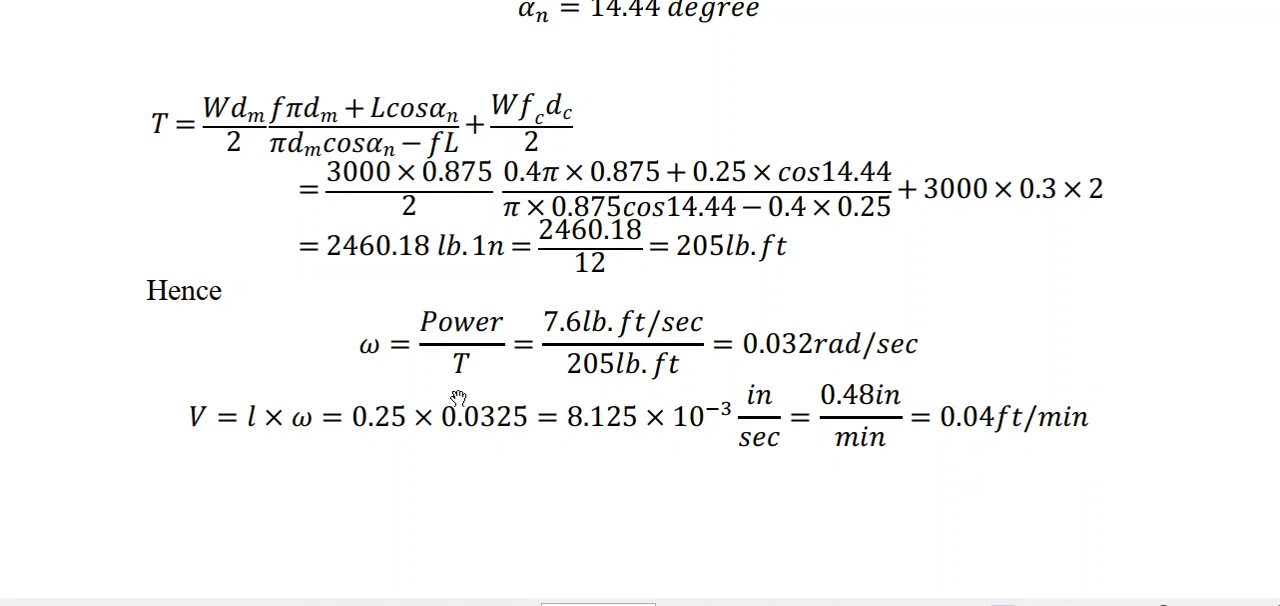 αₙ = 14.44 degree
T = Wdₘ/2 (fπdₘ + Lcosαₙ)/(πdₘcosαₙ − fL) + Wf꜀d꜀/2
= (3000 × 0.875)/2 (0.4π × 0.875 + 0.25 × cos14.44)/(π × 0.875cos14.44 − 0.4 × 0.25) + 3000 × 0.3 × 2
= 2460.18 lb.1n = 2460.18/12 = 205lb.ft
Hence
ω = Power/T = (7.6lb.ft/sec)/(205lb.ft) = 0.032rad/sec
V = l × ω = 0.25 × 0.0325 = 8.125 × 10⁻³ in/sec = 0.48in/min = 0.04ft/min